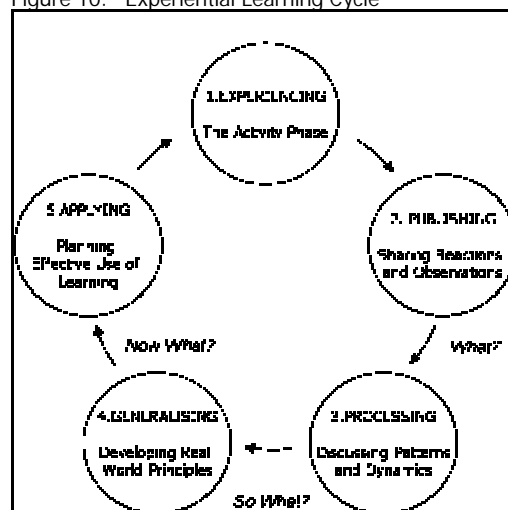 Figure 10. Experiential Learning Cycle
1.EXPERIENCING
The Activity Phase
2. PUBLISHING
Sharing Reactions
and Observations
What?
3.PROCESSING
Discussing Patterns
and Dynamics
So What?
4.GENERALISING
Developing Real
World Principles
Now What?
5.APPLYING
Planning
Effective Use of
Learning